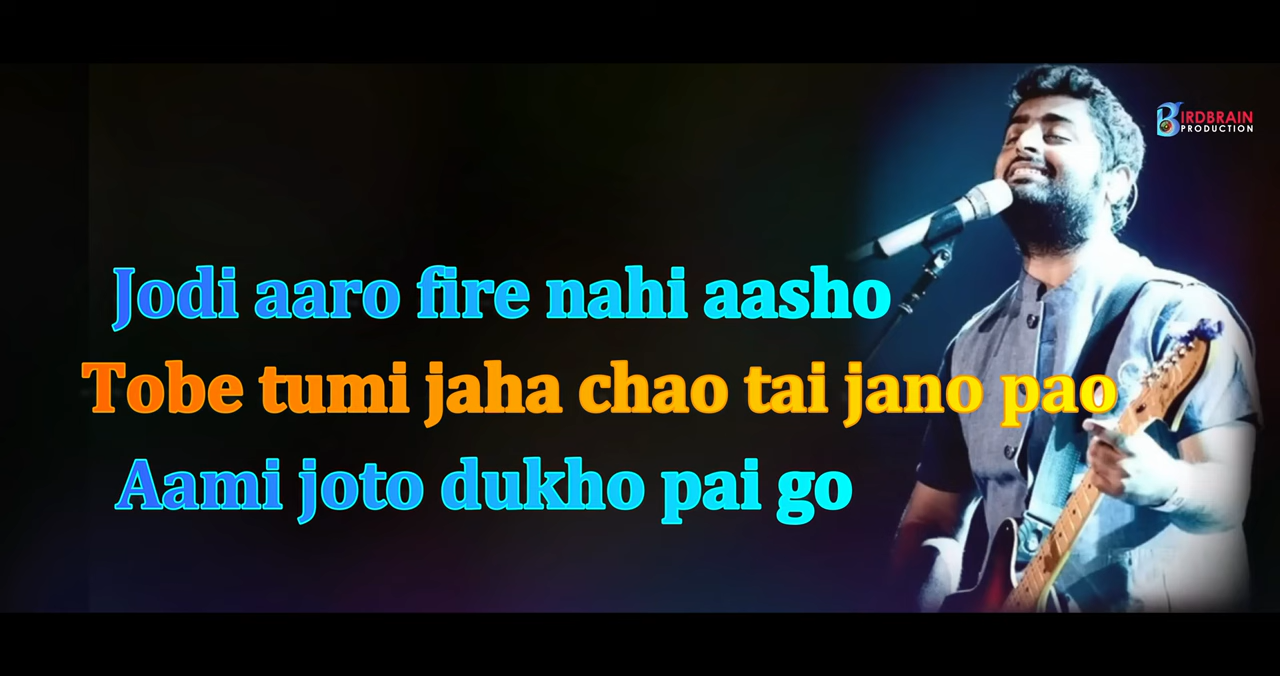 BIRDBRAIN
PRODUCTION
Jodi aaro fire nahi aasho
Tobe tumi jaha chao tai jano pao
Aami joto dukho pai go